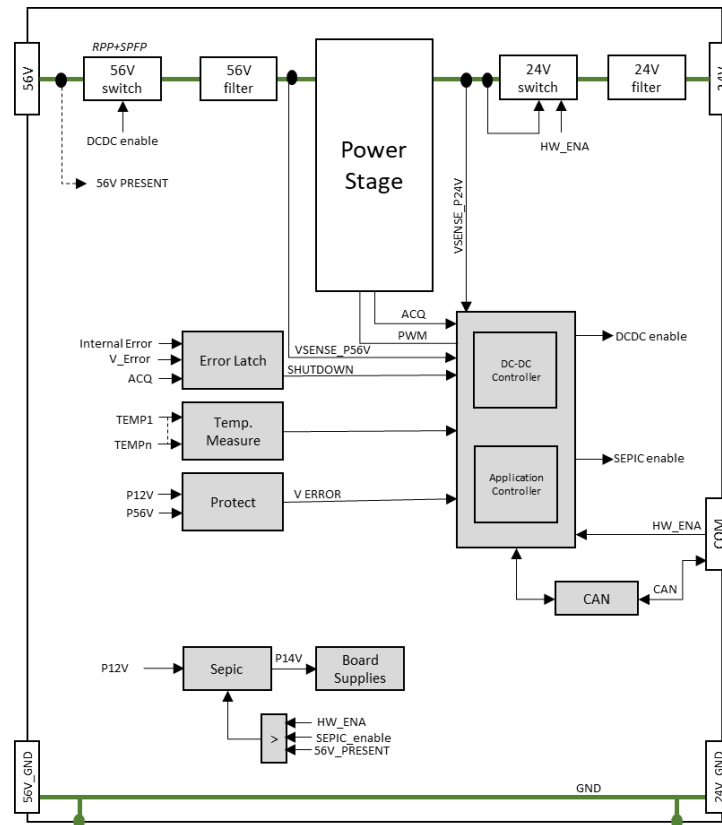 RPP+SPFP
56V
56V
switch
56V
filter
24V
switch
24V
filter
24V
DCDC enable
HW_ENA
56V PRESENT
Power
Stage
VSENSE_P24V
ACQ
PWM
Internal Error
V_Error
ACQ
Error Latch
VSENSE_P56V
SHUTDOWN
DC-DC
Controller
DCDC enable
TEMP1
TEMPn
Temp.
Measure
Application
Controller
SEPIC enable
P12V
P56V
Protect
V ERROR
HW_ENA
COM
CAN
CAN
P12V
Sepic
P14V
Board
Supplies
>
HW_ENA
SEPIC_enable
56V_PRESENT
56V_GND
GND
24V_GND